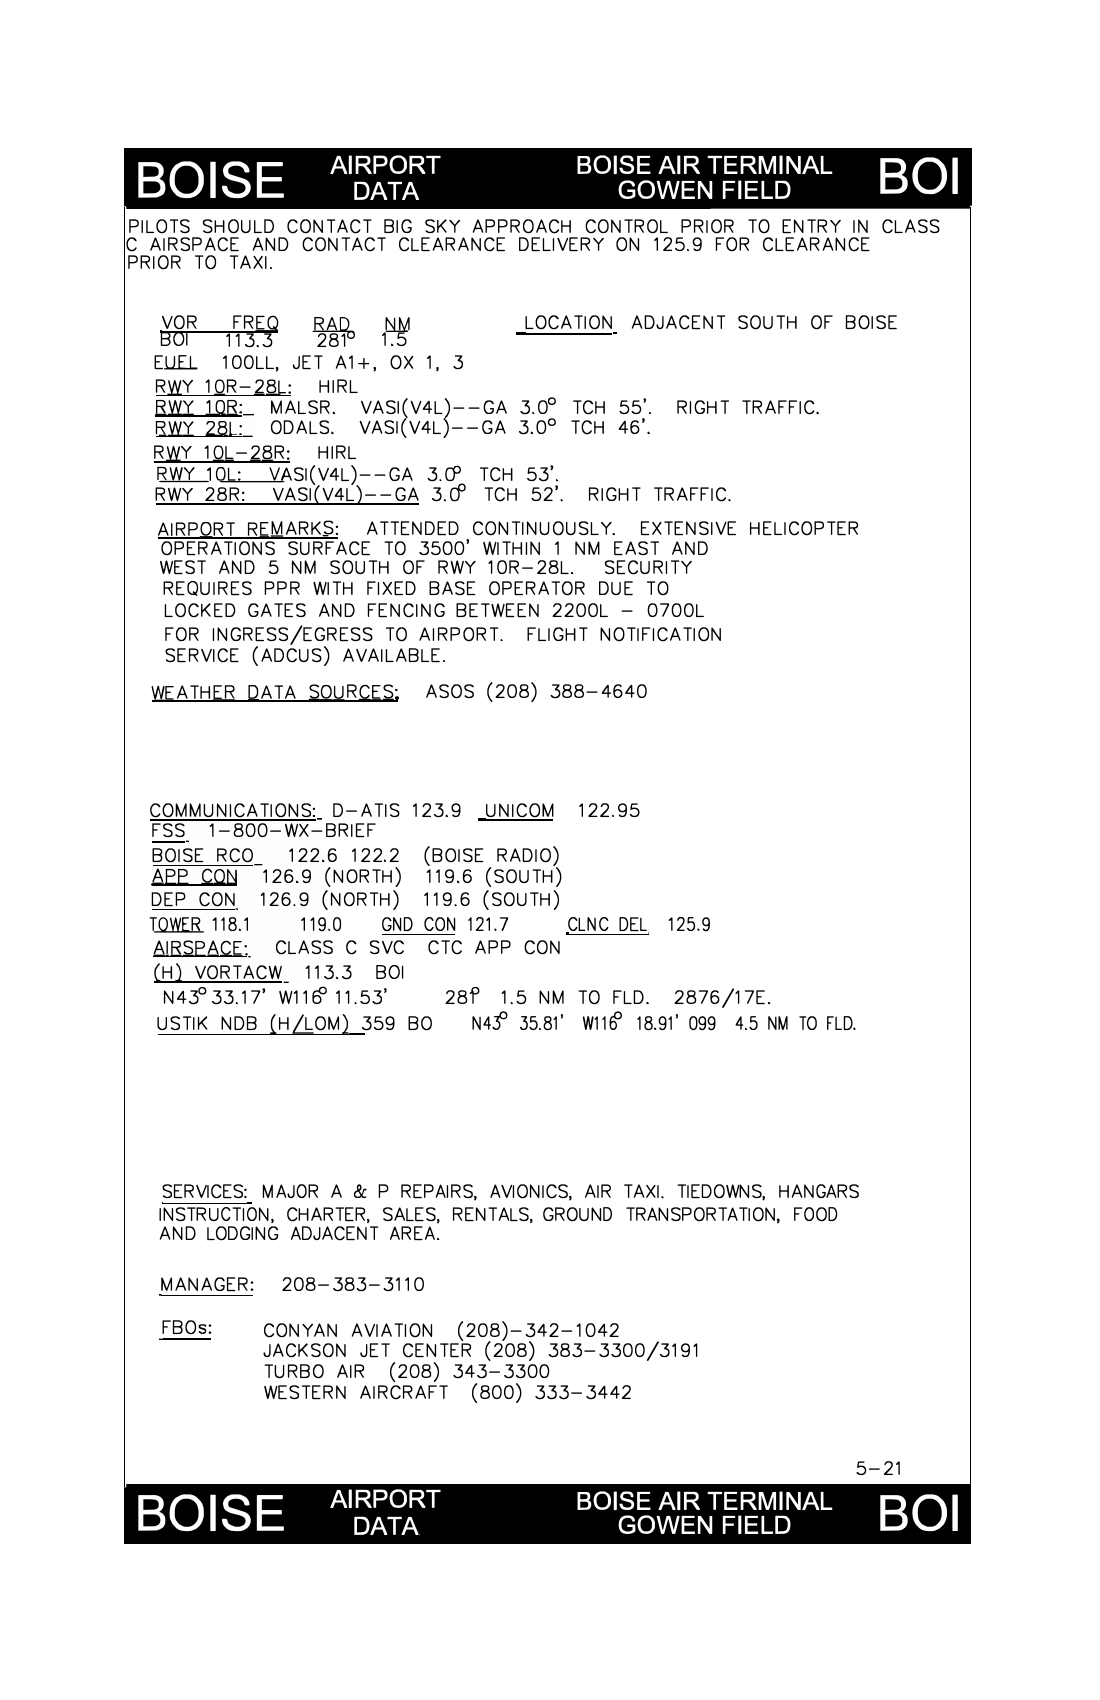 BOISE AIRPORT DATA BOISE AIR TERMINAL GOWEN FIELD BOI
PILOTS SHOULD CONTACT BIG SKY APPROACH CONTROL PRIOR TO ENTRY IN CLASS
C AIRSPACE AND CONTACT CLEARANCE DELIVERY ON 125.9 FOR CLEARANCE
PRIOR TO TAXI.
VOR FREQ RAD NM LOCATION ADJACENT SOUTH OF BOISE
BOI 113.3 281° 1.5
FUEL 100LL, JET A1+, OX 1, 3
RWY 10R-28L: HIRL
RWY 10R: MALSR. VASI(V4L)--GA 3.0° TCH 55'. RIGHT TRAFFIC.
RWY 28L: ODALS. VASI(V4L)--GA 3.0° TCH 46'.
RWY 10L-28R: HIRL
RWY 10L: VASI(V4L)--GA 3.0° TCH 53'.
RWY 28R: VASI(V4L)--GA 3.0° TCH 52'. RIGHT TRAFFIC.
AIRPORT REMARKS: ATTENDED CONTINUOUSLY. EXTENSIVE HELICOPTER
OPERATIONS SURFACE TO 3500' WITHIN 1 NM EAST AND
WEST AND 5 NM SOUTH OF RWY 10R-28L. SECURITY
REQUIRES PPR WITH FIXED BASE OPERATOR DUE TO
LOCKED GATES AND FENCING BETWEEN 2200L - 0700L
FOR INGRESS/EGRESS TO AIRPORT. FLIGHT NOTIFICATION
SERVICE (ADCUS) AVAILABLE.
WEATHER DATA SOURCES: ASOS (208) 388-4640
COMMUNICATIONS: D-ATIS 123.9 UNICOM 122.95
FSS 1-800-WX-BRIEF
BOISE RCO 122.6 122.2 (BOISE RADIO)
APP CON 126.9 (NORTH) 119.6 (SOUTH)
DEP CON 126.9 (NORTH) 119.6 (SOUTH)
TOWER 118.1 119.0 GND CON 121.7 CLNC DEL 125.9
AIRSPACE: CLASS C SVC CTC APP CON
(H) VORTACW 113.3 BOI
N43° 33.17' W116° 11.53' 281° 1.5 NM TO FLD. 2876/17E.
USTIK NDB (H/LOM) 359 BO N43° 35.81' W116° 18.91' 099 4.5 NM TO FLD.
SERVICES: MAJOR A & P REPAIRS, AVIONICS, AIR TAXI. TIEDOWNS, HANGARS
INSTRUCTION, CHARTER, SALES, RENTALS, GROUND TRANSPORTATION, FOOD
AND LODGING ADJACENT AREA.
MANAGER: 208-383-3110
FBOs: CONYAN AVIATION (208)-342-1042
JACKSON JET CENTER (208) 383-3300/3191
TURBO AIR (208) 343-3300
WESTERN AIRCRAFT (800) 333-3442
5-21
BOISE AIRPORT DATA BOISE AIR TERMINAL GOWEN FIELD BOI